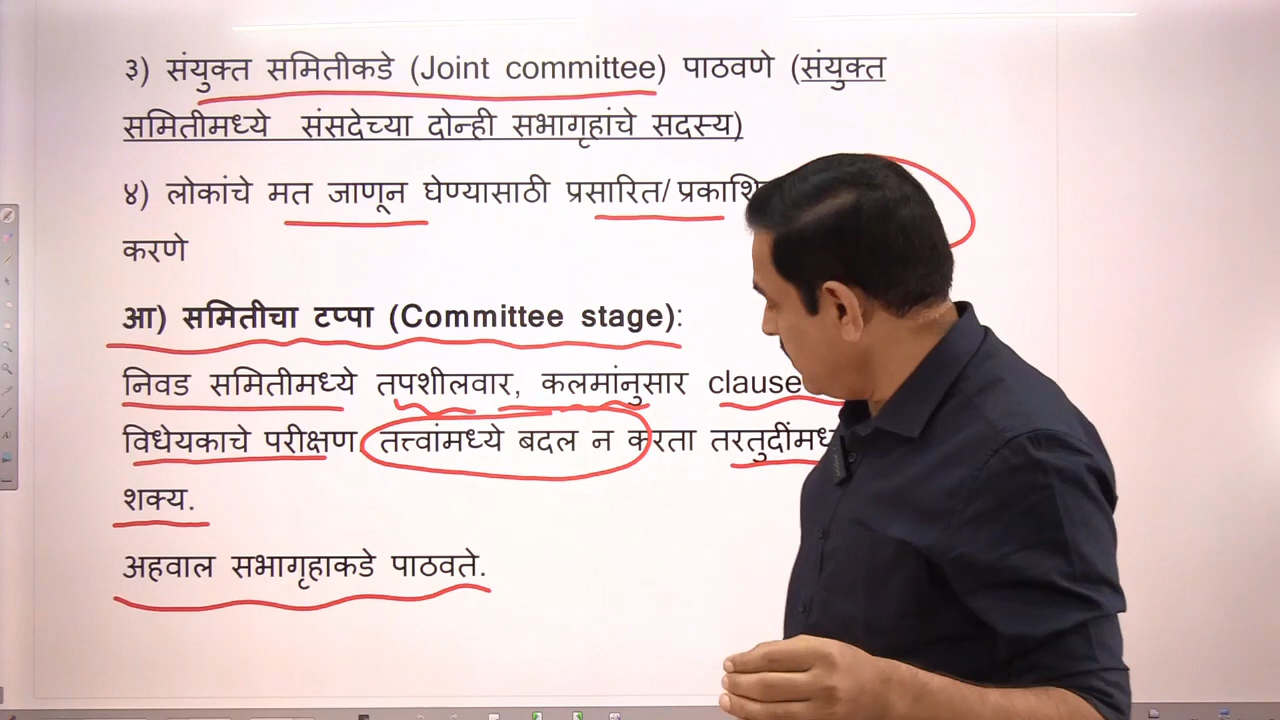 ३) संयुक्त समितीकडे (Joint committee) पाठवणे (संयुक्त
समितीमध्ये संसदेच्या दोन्ही सभागृहांचे सदस्य)
४) लोकांचे मत जाणून घेण्यासाठी प्रसारित/ प्रकाशि
करणे
आ) समितीचा टप्पा (Committee stage):
निवड समितीमध्ये तपशीलवार, कलमांनुसार clause
विधेयकाचे परीक्षण. तत्त्वांमध्ये बदल न करता
शक्य.
अहवाल सभागृहाकडे पाठवते.